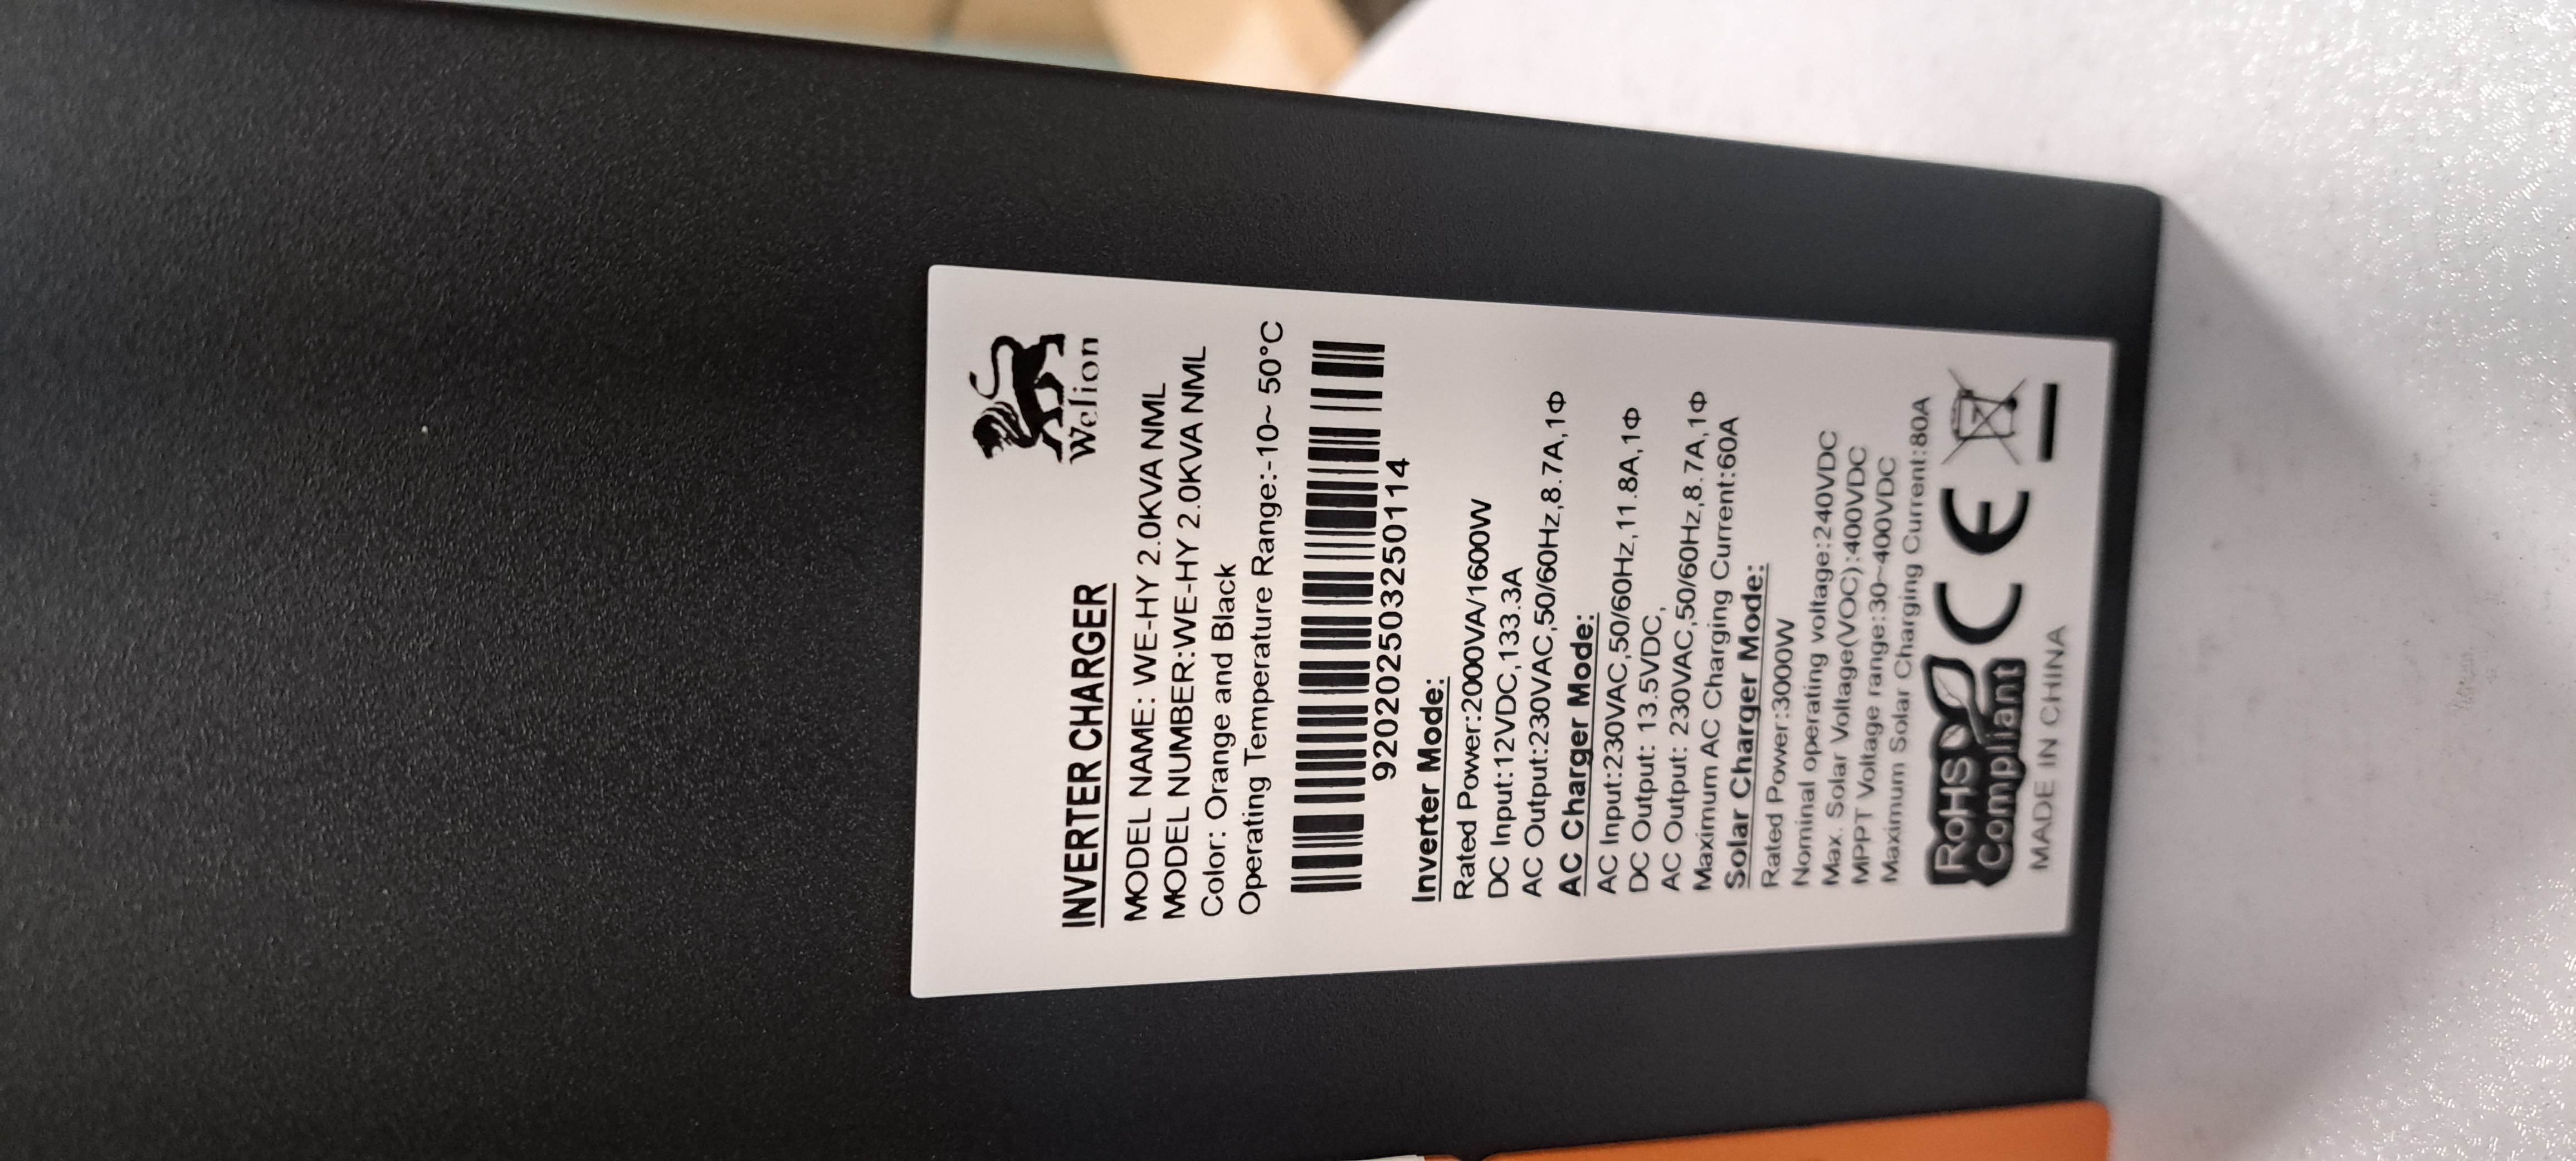 Welion
INVERTER CHARGER
MODEL NAME: WE-HY 2.0KVA NML
MODEL NUMBER:WE-HY 2.0KVA NML
Color: Orange and Black
Operating Temperature Range:-10~ 50°C
920202503250114
Inverter Mode:
Rated Power:2000VA/1600W
DC Input:12VDC,133.3A
AC Output:230VAC,50/60Hz,8.7A,1Φ
AC Charger Mode:
AC Input:230VAC,50/60Hz,11.8A,1Φ
DC Output: 13.5VDC,
AC Output: 230VAC,50/60Hz,8.7A,1Φ
Maximum AC Charging Current:60A
Solar Charger Mode:
Rated Power:3000W
Nominal operating voltage:240VDC
Max. Solar Voltage(VOC):400VDC
MPPT Voltage range:30~400VDC
Maximum Solar Charging Current:80A
RoHS
Compliant
CE
MADE IN CHINA